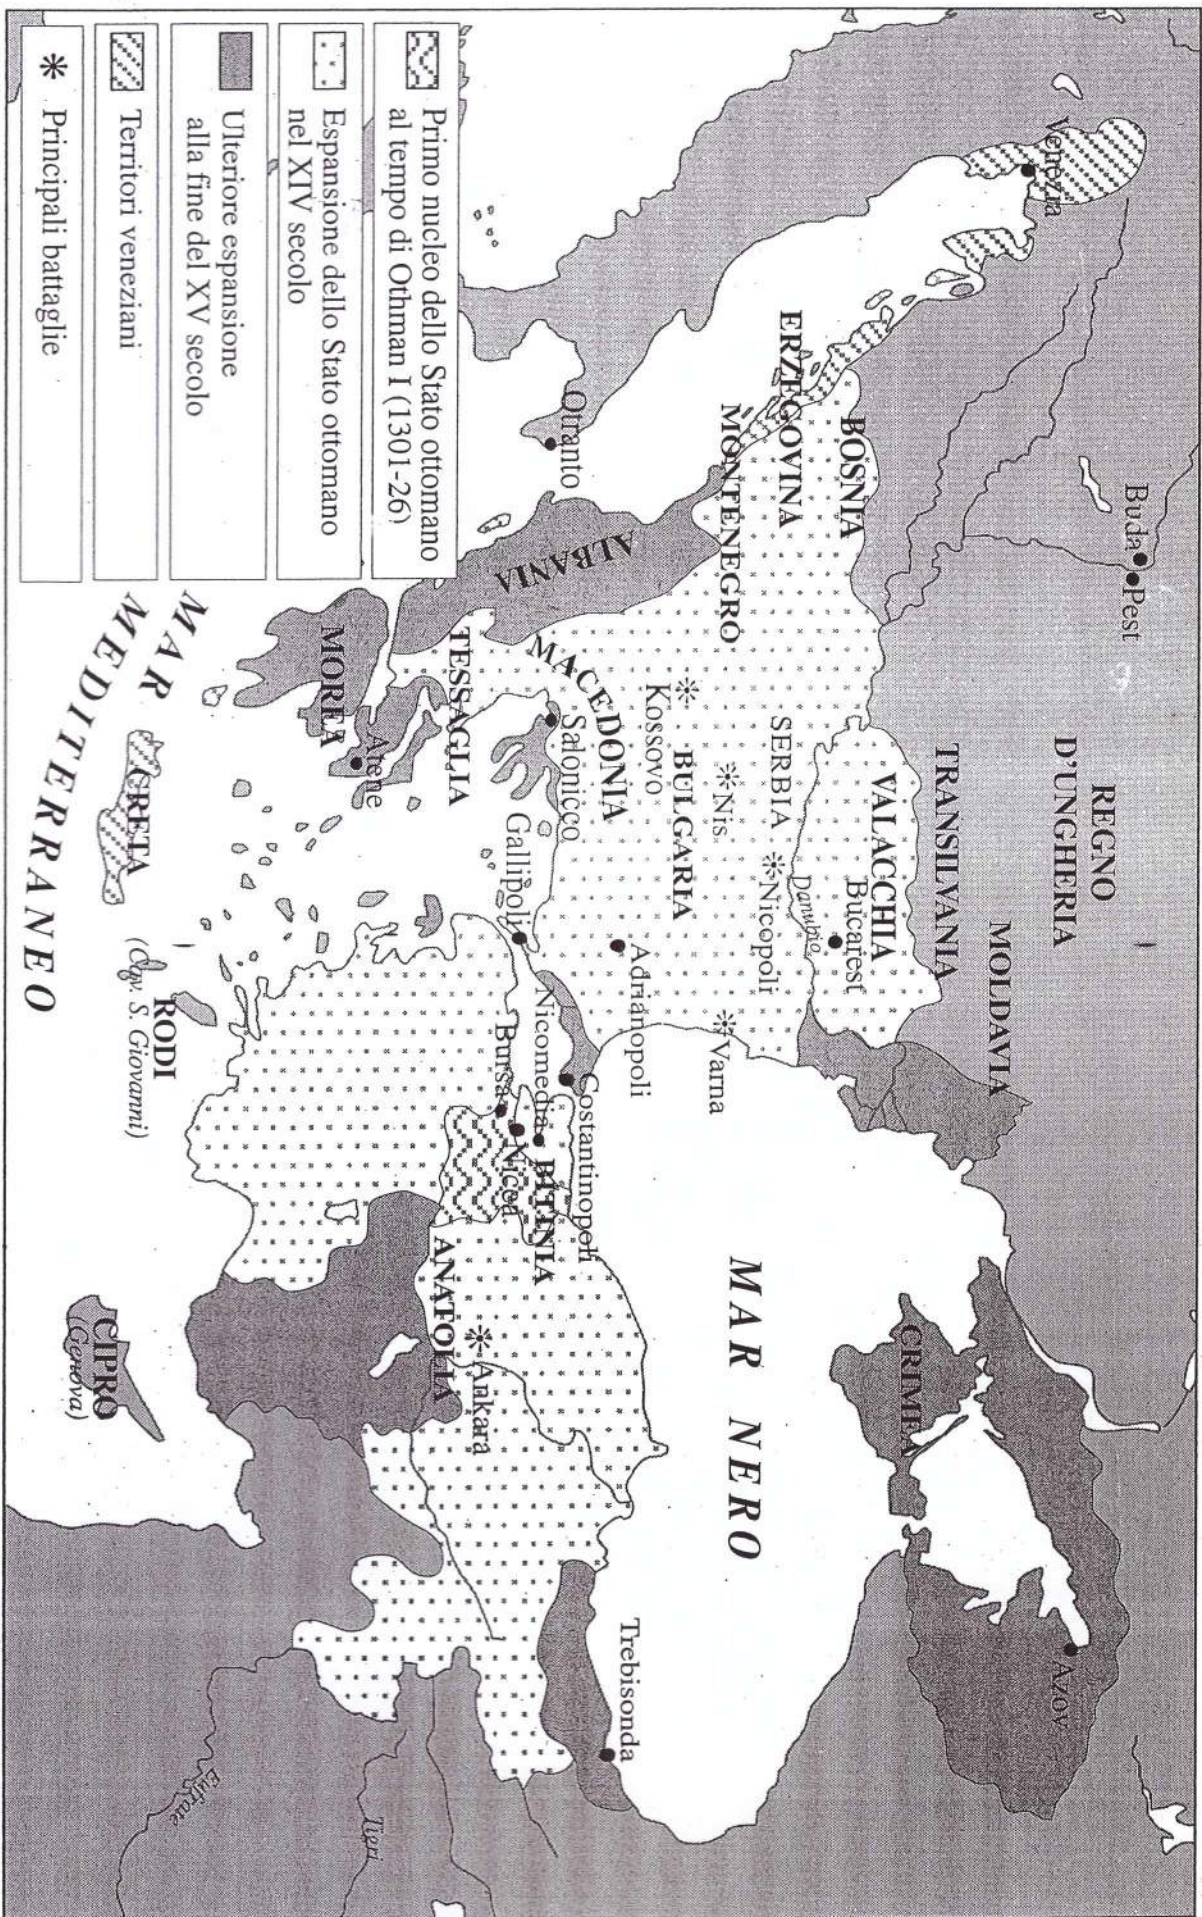 Venezia
Buda
Pest
REGNO
D'UNGHERIA
TRANSILVANIA
MOLDAVIA
CRIMEA
Azov
BOSNIA
ERZEGOVINA
MONTENEGRO
VALACCHIA
Bucarest
Danubio
SERBIA
Nicopoli
Nis
Varna
Kossovo
BULGARIA
MAR NERO
Otranto
ALBANIA
MACEDONIA
Salonicco
Adrianopoli
Costantinopoli
Gallipoli
Nicomedia
BITINIA
Bursa
Nicea
ANATOLIA
Ankara
Trebisonda
TESSAGLIA
MOREA
Atene
CRETA
RODI
(Cav. S. Giovanni)
CIPRO
(Genova)
Tigri
Eufrate
MAR
MEDITERRANEO
Primo nucleo dello Stato ottomano
al tempo di Othman I (1301-26)
Espansione dello Stato ottomano
nel XIV secolo
Ulteriore espansione
alla fine del XV secolo
Territori veneziani
Principali battaglie